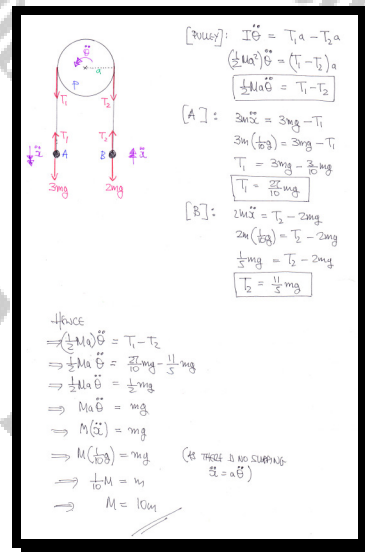 [PULLEY]: Iθ̈ = T₁a − T₂a
(½Ma²)θ̈ = (T₁ − T₂)a
½Maθ̈ = T₁ − T₂
[A]: 3mẍ = 3mg − T₁
3m(1/10 g) = 3mg − T₁
T₁ = 3mg − 3/10 mg
T₁ = 27/10 mg
[B]: 2mẍ = T₂ − 2mg
2m(1/10 g) = T₂ − 2mg
1/5 mg = T₂ − 2mg
T₂ = 11/5 mg
θ̈
a
P
T₁ T₂
T₁ T₂
ẍ A B ẍ
3mg 2mg
HENCE
⇒ (½Ma)θ̈ = T₁ − T₂
⇒ ½Ma θ̈ = 27/10 mg − 11/5 mg
⇒ ½Ma θ̈ = ½mg
⇒ Maθ̈ = mg
⇒ M(ẍ) = mg
⇒ M(1/10 g) = mg
(AS THERE IS NO SLIPPING
ẍ = aθ̈)
⇒ 1/10 M = m
⇒ M = 10m